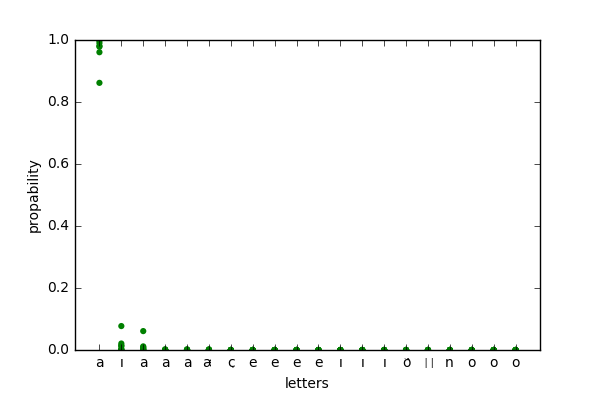 1.0
0.8
0.6
0.4
0.2
0.0
propability
a ı a a a a ç e e e e ı ı ı o || n o o o
letters